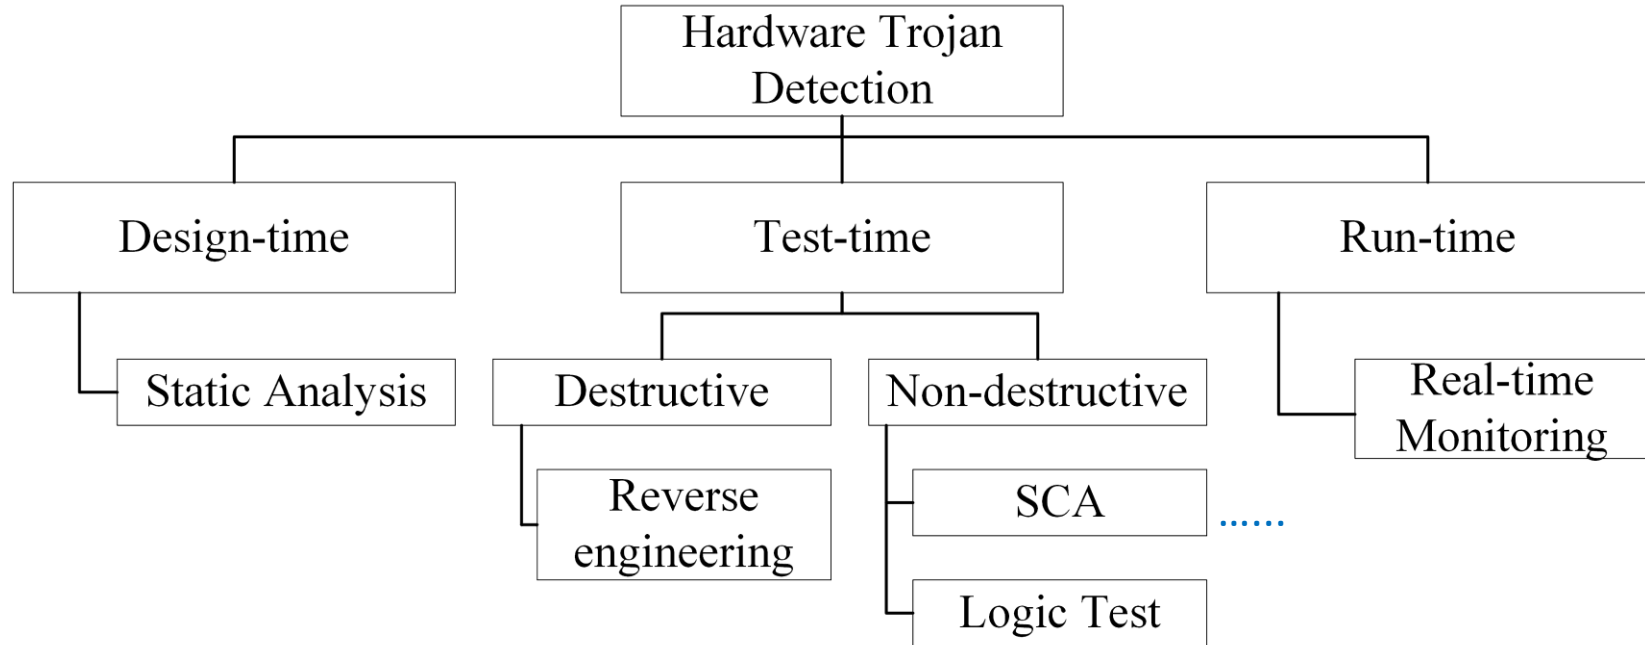 Hardware Trojan
Detection
Design-time
Test-time
Run-time
Static Analysis
Destructive
Non-destructive
Real-time
Monitoring
Reverse
engineering
SCA
......
Logic Test